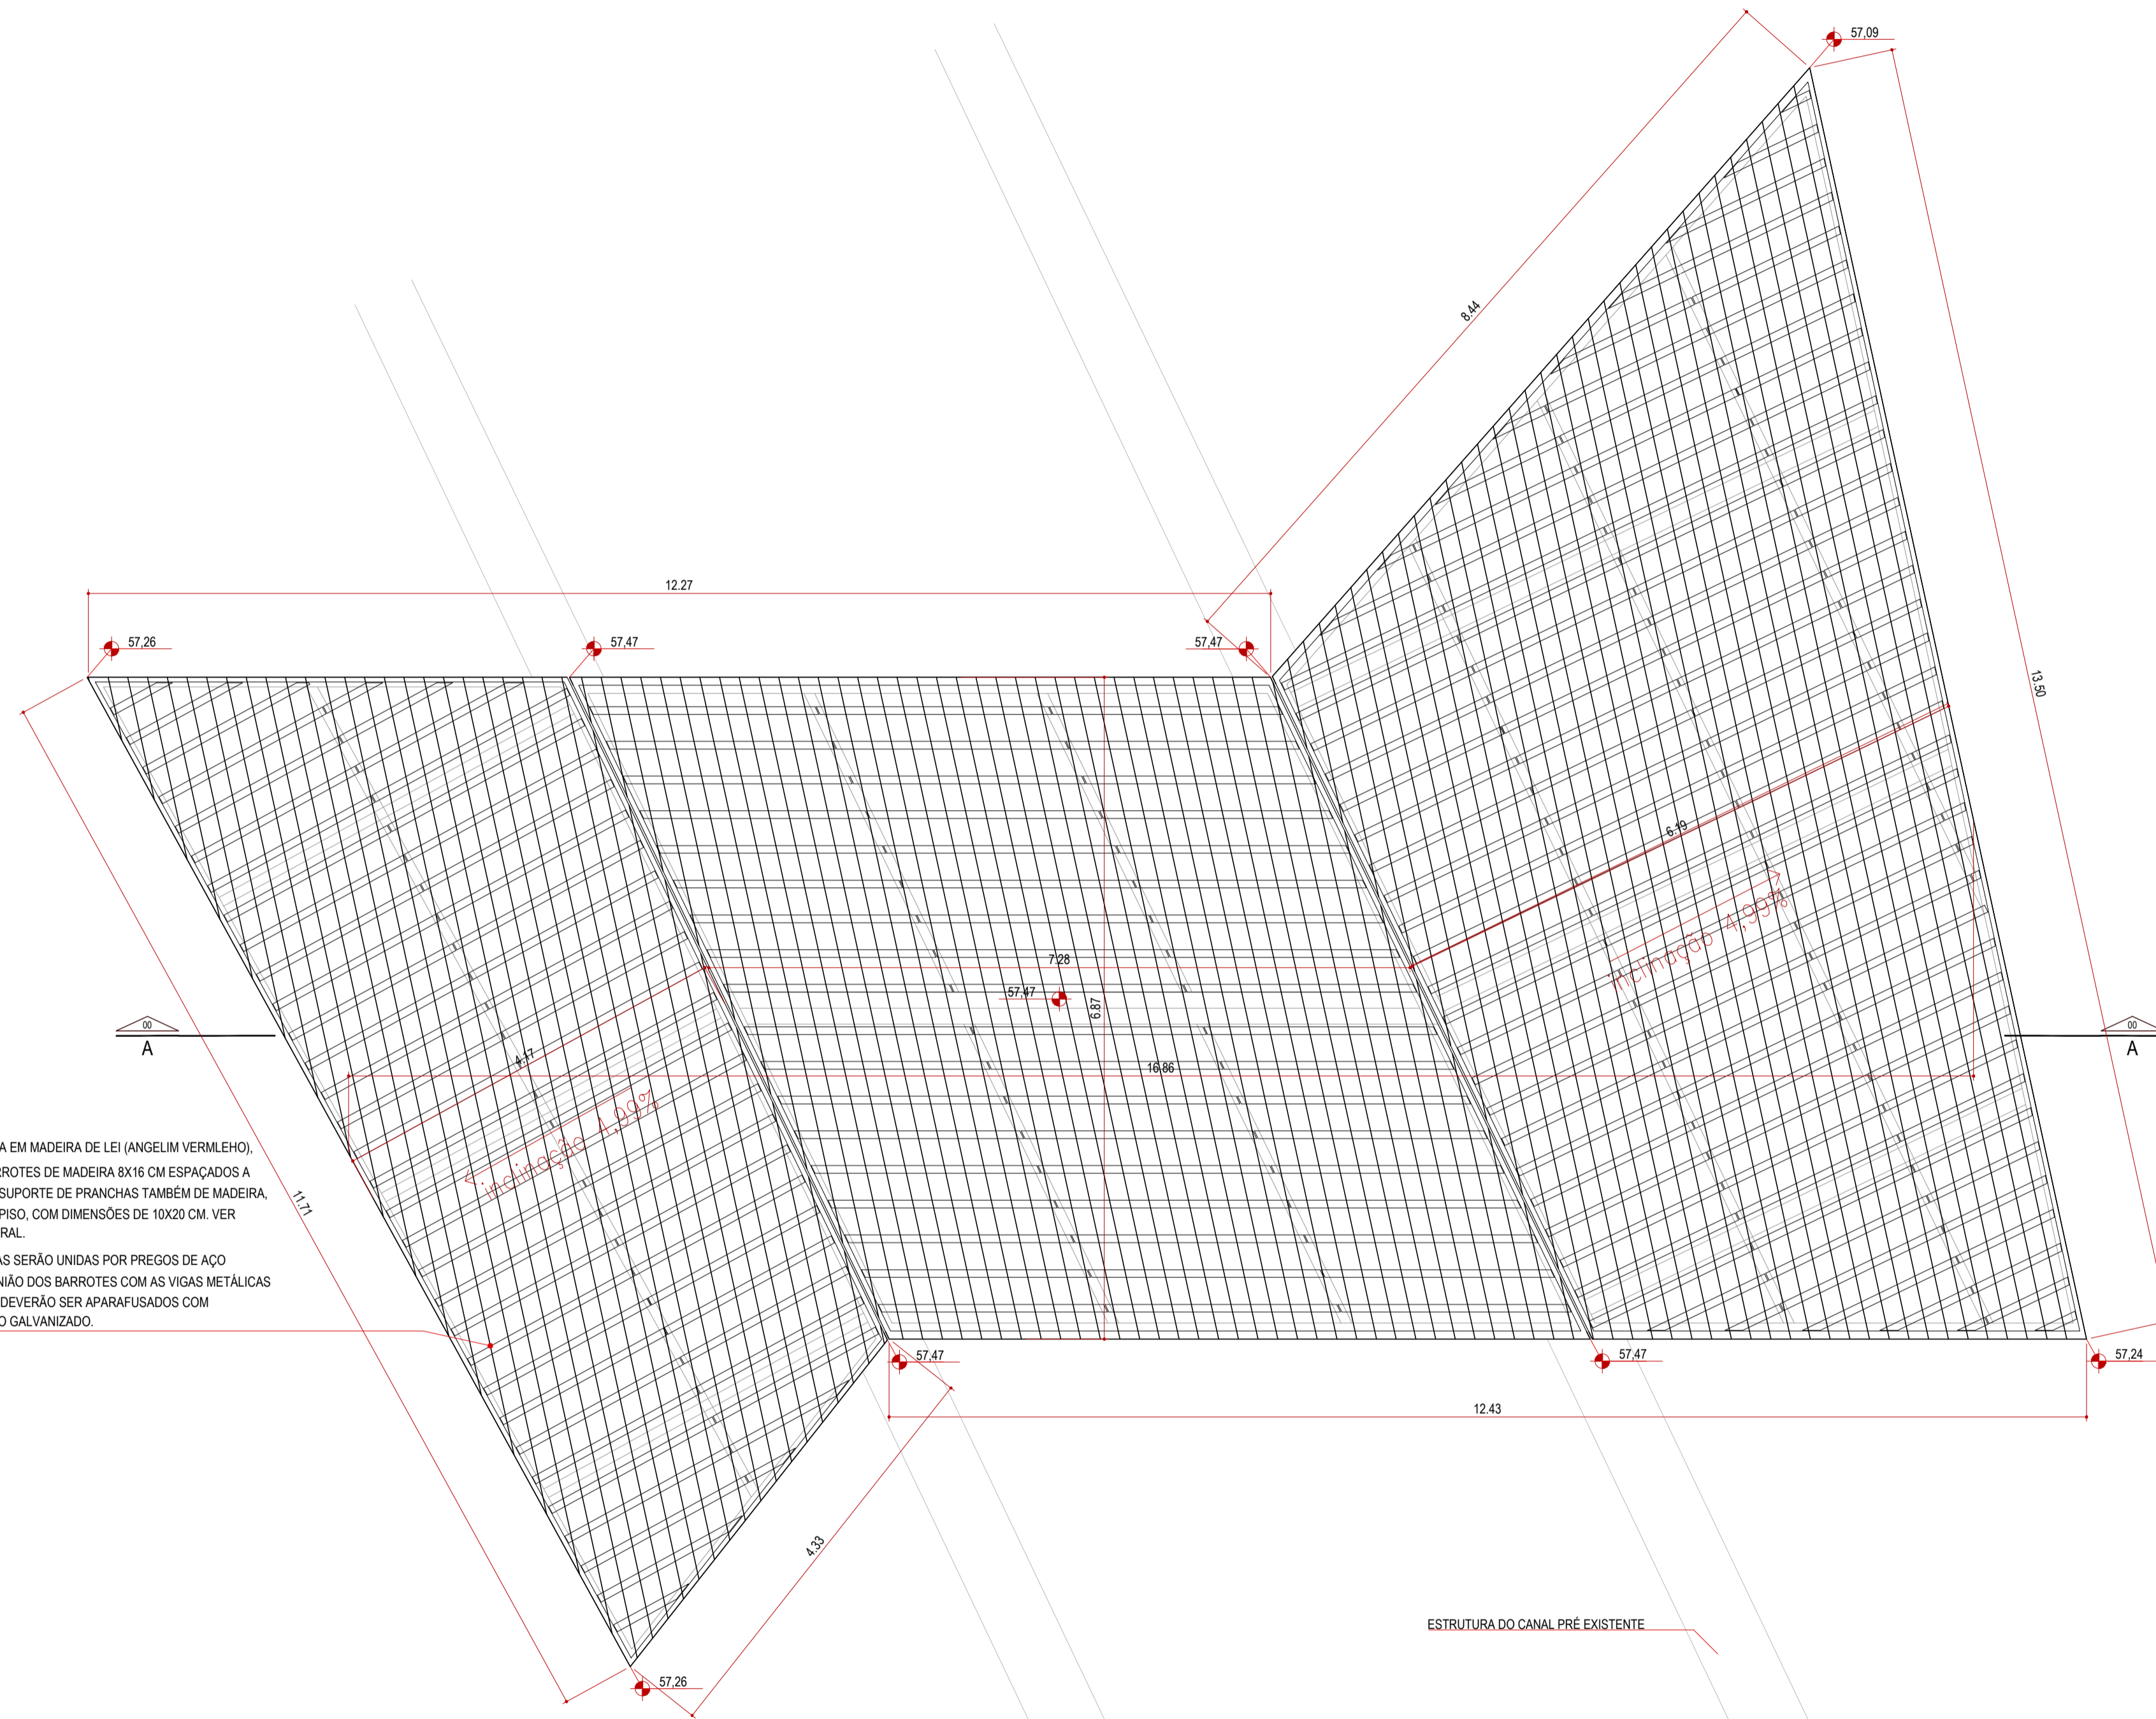 57,09
8.44
13.50
12.27
57,26
57,47
57,47
6.19
inclinação 4,99%
7.28
57,47
6.87
00
A
00
A
4.17
16.86
inclinação 4,99%
A EM MADEIRA DE LEI (ANGELIM VERMLEHO),
RROTES DE MADEIRA 8X16 CM ESPAÇADOS A
SUPORTE DE PRANCHAS TAMBÉM DE MADEIRA,
PISO, COM DIMENSÕES DE 10X20 CM. VER
RAL.
AS SERÃO UNIDAS POR PREGOS DE AÇO
NIÃO DOS BARROTES COM AS VIGAS METÁLICAS
DEVERÃO SER APARAFUSADOS COM
O GALVANIZADO.
11.71
57,47
57,47
57,24
12.43
4.33
ESTRUTURA DO CANAL PRÉ EXISTENTE
57,26